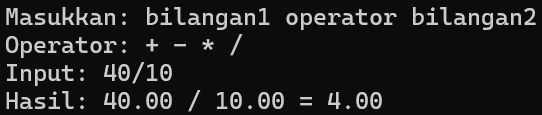 Masukkan: bilangan1 operator bilangan2
Operator: + - * /
Input: 40/10
Hasil: 40.00 / 10.00 = 4.00